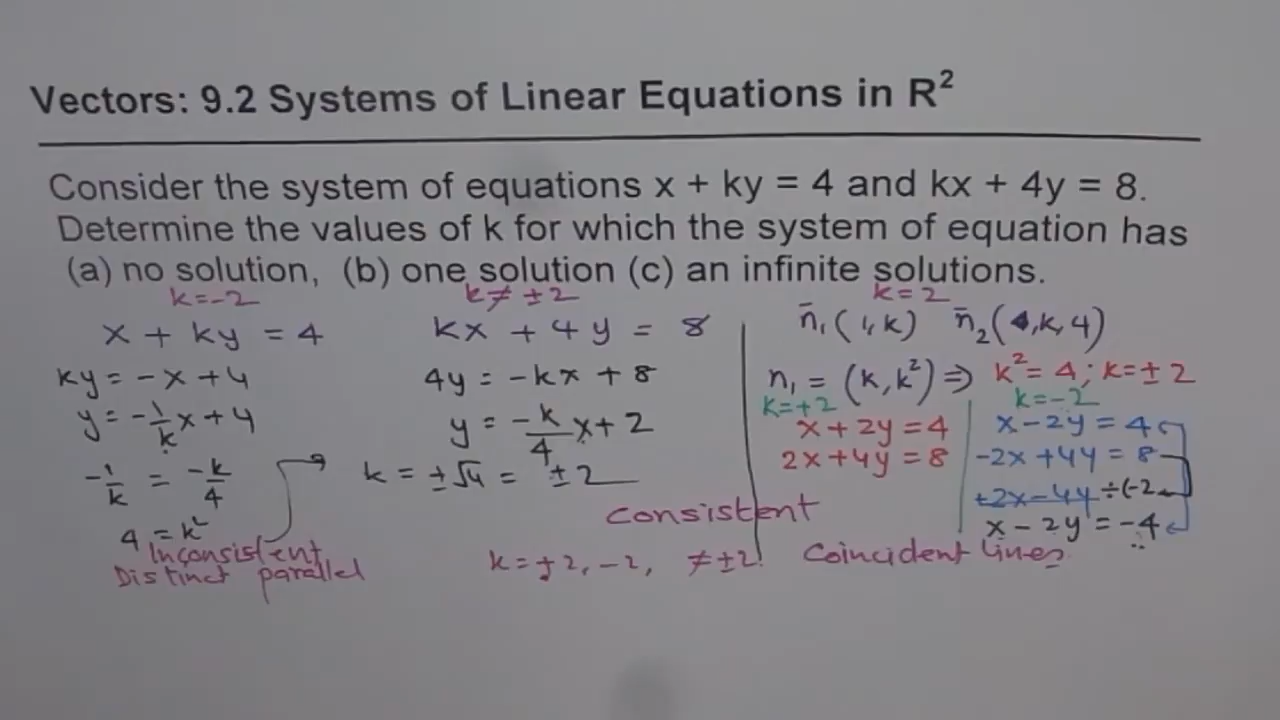 Vectors: 9.2 Systems of Linear Equations in R²
Consider the system of equations x + ky = 4 and kx + 4y = 8.
Determine the values of k for which the system of equation has
(a) no solution, (b) one solution (c) an infinite solutions.
k=-2 k≠ ±2 k=2
x + ky = 4
ky = -x+4
y = -1/k x + 4
-1/k = -k/4
4 = k²
Inconsistent
Distinct parallel
kx + 4y = 8
4y = -kx + 8
y = -k/4 x + 2
k = ±√4 = ±2
Consistent
k = +2, -2, ≠ ±2!
n̄₁(1,k) n̄₂(k,4)
n₁ = (k,k²) ⇒ k²=4; k=±2
k=+2
x + 2y = 4
2x + 4y = 8
k=-2
x - 2y = 4
-2x + 4y = 8
+2x - 4y ÷(-2
x - 2y = -4
Coincident lines